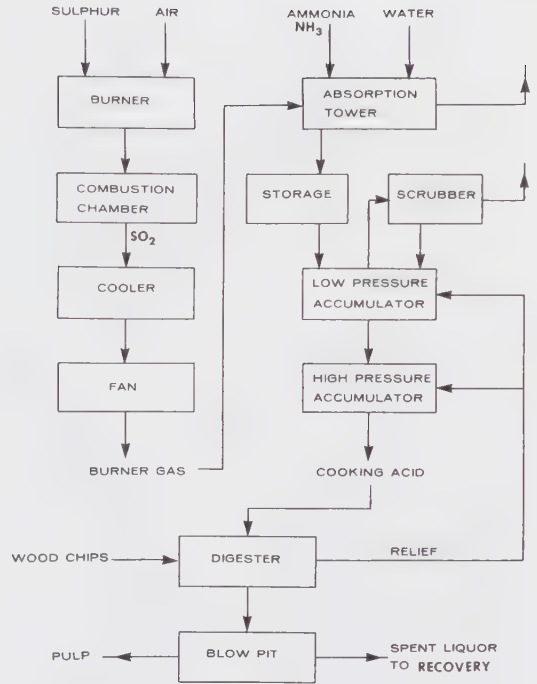 SULPHUR AIR
AMMONIA
NH3
WATER
BURNER
ABSORPTION
TOWER
COMBUSTION
CHAMBER
STORAGE
SCRUBBER
SO2
COOLER
LOW PRESSURE
ACCUMULATOR
FAN
HIGH PRESSURE
ACCUMULATOR
BURNER GAS
COOKING ACID
WOOD CHIPS
DIGESTER
RELIEF
PULP
BLOW PIT
SPENT LIQUOR
TO RECOVERY